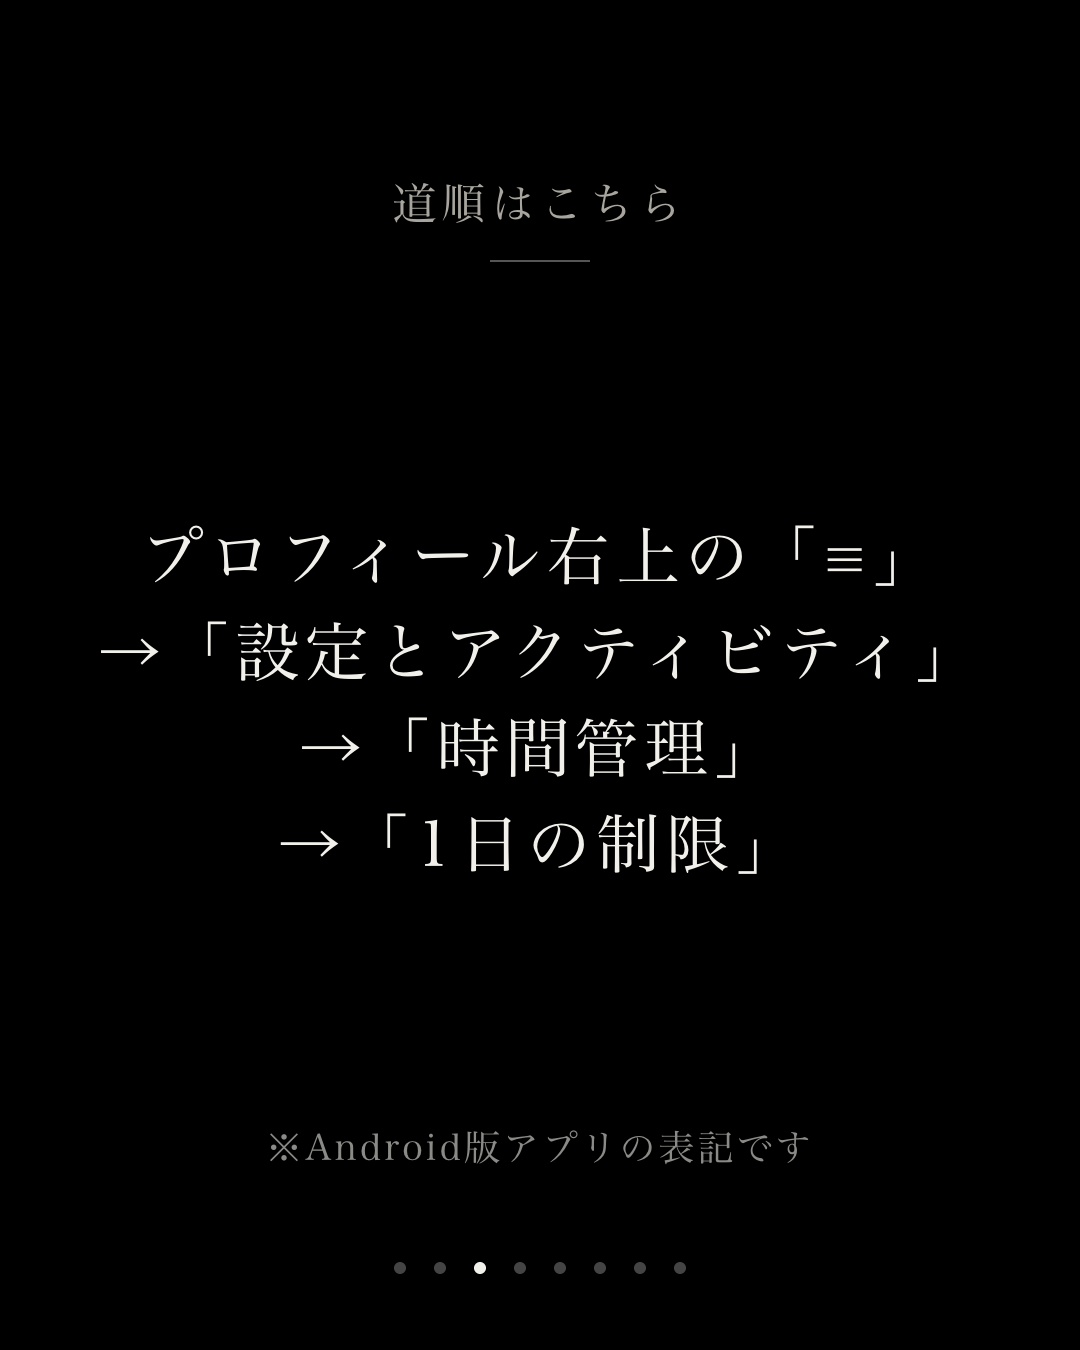 道順はこちら
プロフィール右上の「≡」
→「設定とアクティビティ」
→「時間管理」
→「1日の制限」
※Android版アプリの表記です